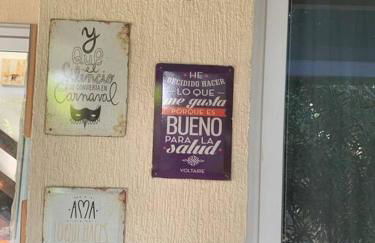 y
que
el
Silencio
SE CONVIERTA EN
Carnaval
HE
DECIDIDO HACER
LO QUE
me gusta
PORQUE ES
BUENO
PARA LA
salud
VOLTAIRE
AMA